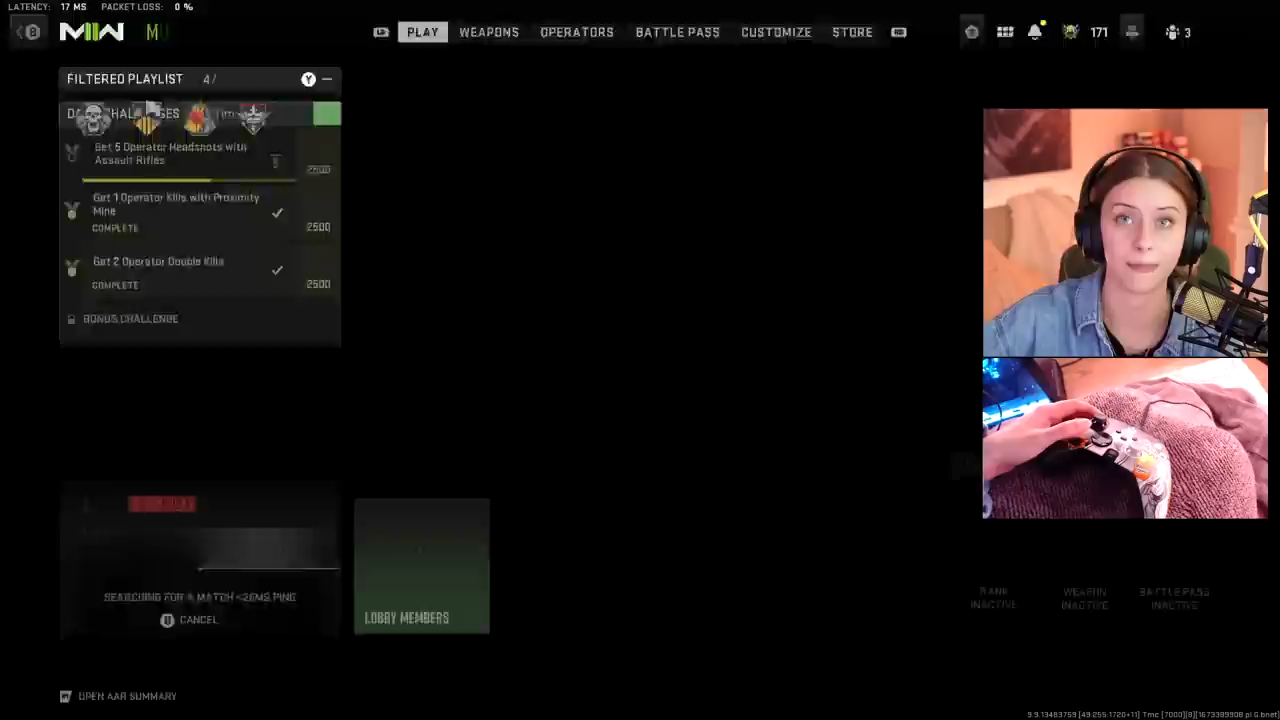 LATENCY: 17 MS PACKET LOSS: 0 %
MW
PLAY WEAPONS OPERATORS BATTLE PASS CUSTOMIZE STORE 171 3
FILTERED PLAYLIST 4/ Y
Get 5 Operator Headshots with
Assault Rifles
2500
Get 1 Operator Kills with Proximity
Mine
COMPLETE 2500
Get 2 Operator Double Kills
COMPLETE 2500
BONUS CHALLENGE
SEARCHING FOR A MATCH <26MS PING
CANCEL
LOBBY MEMBERS
RANK
INACTIVE
WEAPON
INACTIVE
BATTLE PASS
INACTIVE
OPEN AAR SUMMARY